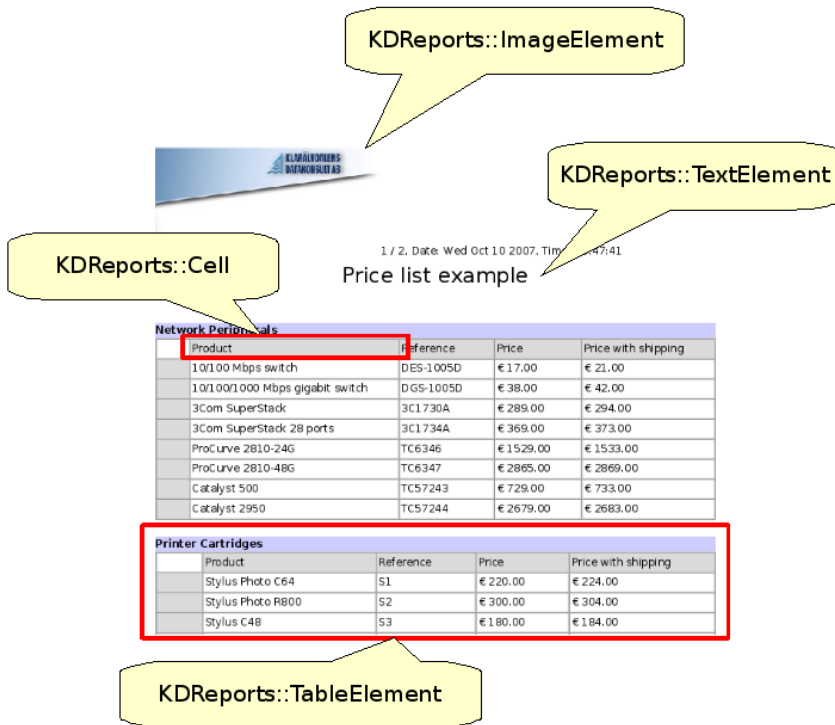 KDReports::ImageElement
KLARÄLVDALENS
DATAKONSULT AB
KDReports::TextElement
1 / 2, Date: Wed Oct 10 2007, Tim 47:41
KDReports::Cell
Price list example
Network Peripherals
Product Reference Price Price with shipping
10/100 Mbps switch DES-1005D €17.00 € 21.00
10/100/1000 Mbps gigabit switch DGS-1005D € 38.00 € 42.00
3Com SuperStack 3C1730A € 289.00 € 294.00
3Com SuperStack 28 ports 3C1734A € 369.00 € 373.00
ProCurve 2810-24G TC6346 € 1529.00 € 1533.00
ProCurve 2810-48G TC6347 € 2865.00 € 2869.00
Catalyst 500 TC57243 € 729.00 € 733.00
Catalyst 2950 TC57244 € 2679.00 € 2683.00
Printer Cartridges
Product Reference Price Price with shipping
Stylus Photo C64 S1 € 220.00 € 224.00
Stylus Photo R800 S2 € 300.00 € 304.00
Stylus C48 S3 €180.00 €184.00
KDReports::TableElement